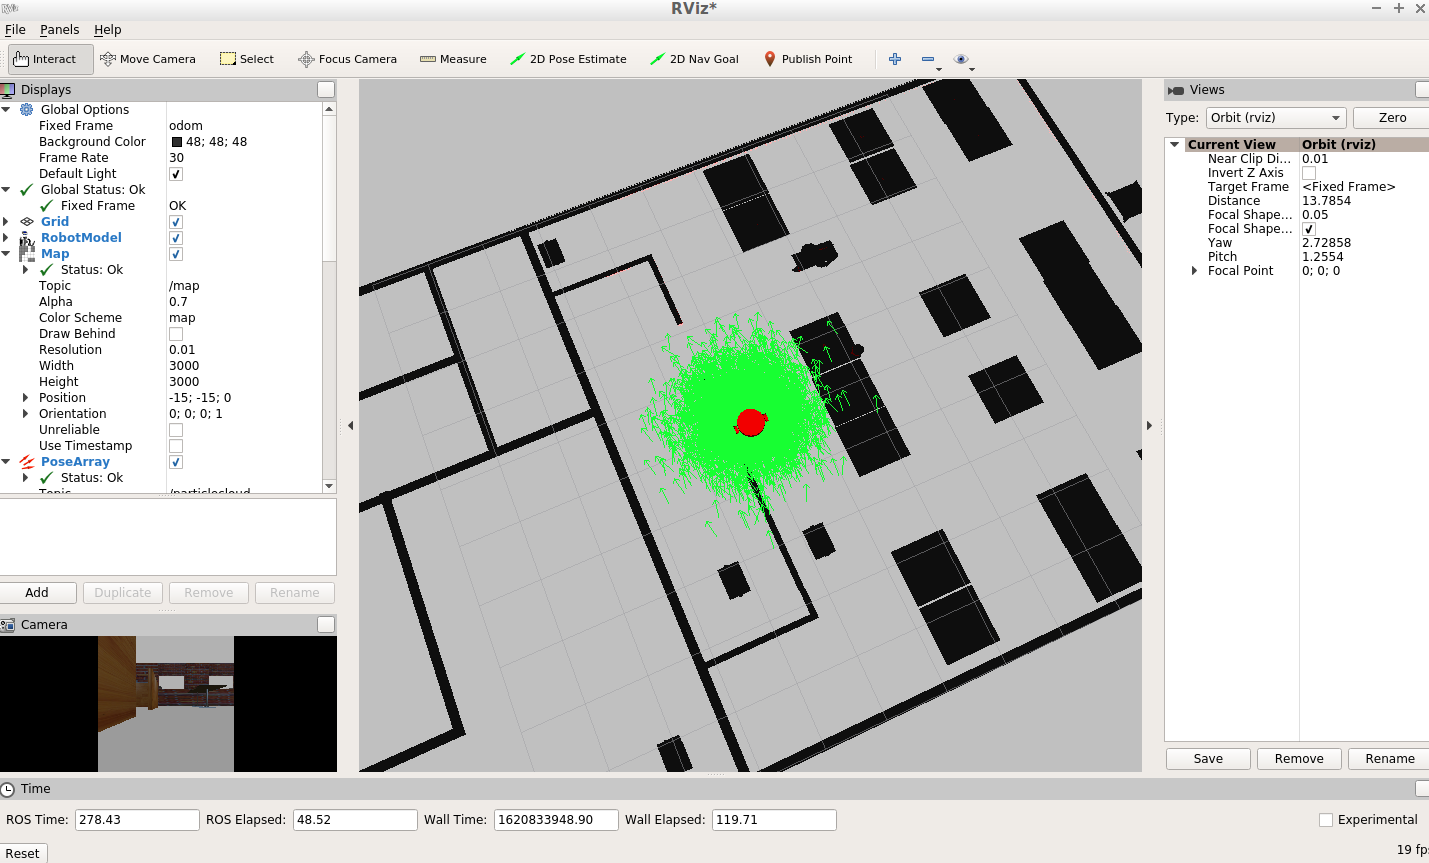 RViz*
File Panels Help
Interact Move Camera Select Focus Camera Measure 2D Pose Estimate 2D Nav Goal Publish Point
Displays
Global Options
Fixed Frame odom
Background Color 48; 48; 48
Frame Rate 30
Default Light
Global Status: Ok
Fixed Frame OK
Grid
RobotModel
Map
Status: Ok
Topic /map
Alpha 0.7
Color Scheme map
Draw Behind
Resolution 0.01
Width 3000
Height 3000
Position -15; -15; 0
Orientation 0; 0; 0; 1
Unreliable
Use Timestamp
PoseArray
Status: Ok
Topic /particlecloud
Add Duplicate Remove Rename
Camera
Views
Type: Orbit (rviz) Zero
Current View Orbit (rviz)
Near Clip Di... 0.01
Invert Z Axis
Target Frame <Fixed Frame>
Distance 13.7854
Focal Shape... 0.05
Focal Shape...
Yaw 2.72858
Pitch 1.2554
Focal Point 0; 0; 0
Save Remove Rename
Time
ROS Time: 278.43 ROS Elapsed: 48.52 Wall Time: 1620833948.90 Wall Elapsed: 119.71 Experimental
Reset 19 fps